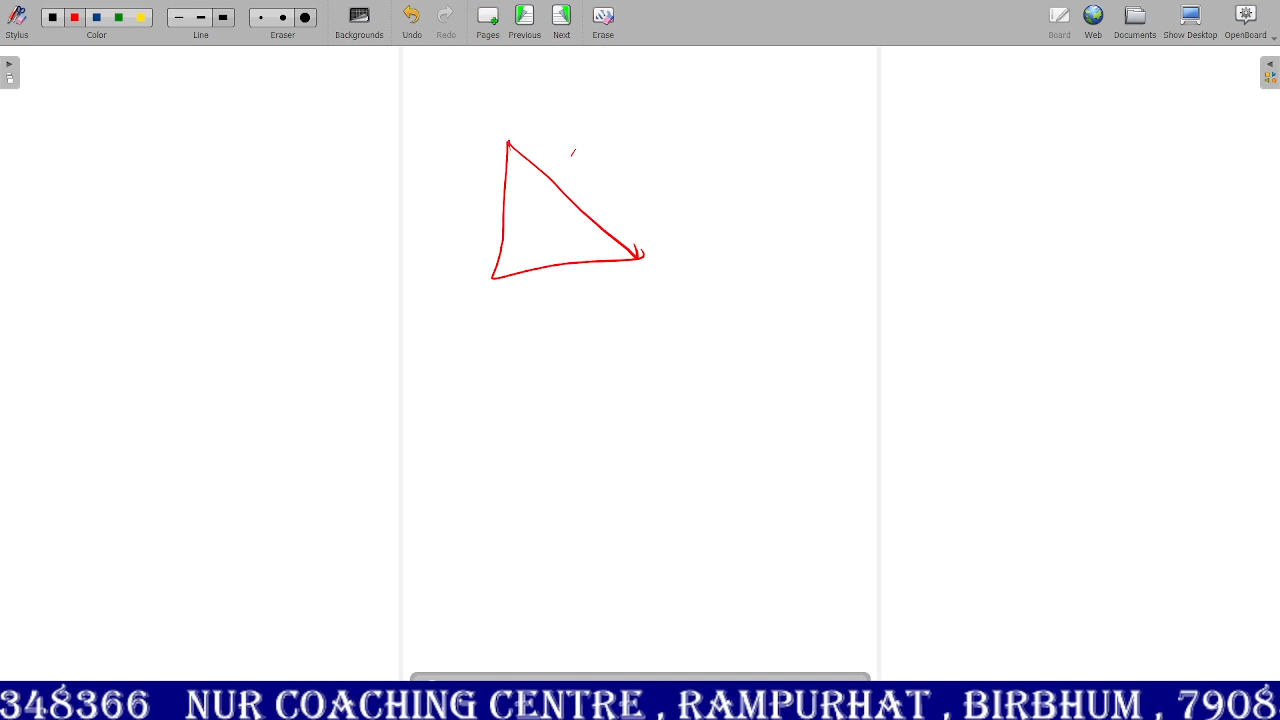 Stylus Color Line Eraser Backgrounds Undo Redo Pages Previous Next Erase Board Web Documents Show Desktop OpenBoard
348366 NUR COACHING CENTRE , RAMPURHAT , BIRBHUM , 7908